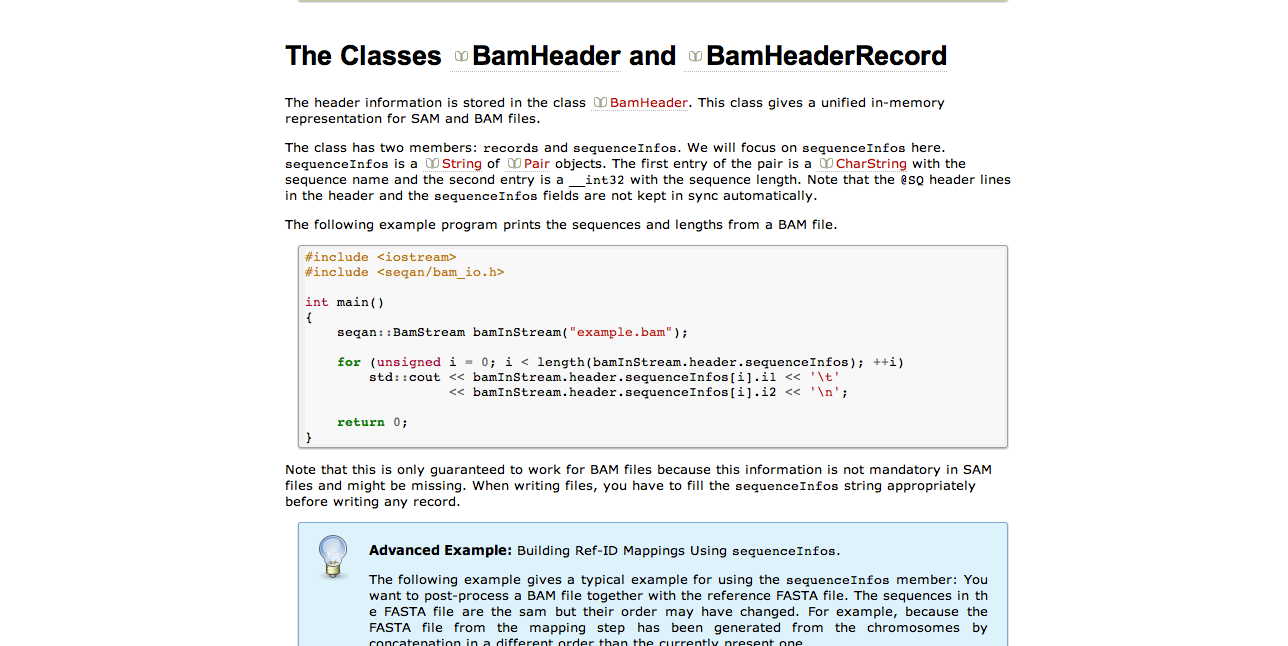 The Classes BamHeader and BamHeaderRecord
The header information is stored in the class BamHeader. This class gives a unified in-memory
representation for SAM and BAM files.
The class has two members: records and sequenceInfos. We will focus on sequenceInfos here.
sequenceInfos is a String of Pair objects. The first entry of the pair is a CharString with the
sequence name and the second entry is a __int32 with the sequence length. Note that the @SQ header lines
in the header and the sequenceInfos fields are not kept in sync automatically.
The following example program prints the sequences and lengths from a BAM file.
#include <iostream>
#include <seqan/bam_io.h>
int main()
{
    seqan::BamStream bamInStream("example.bam");
    for (unsigned i = 0; i < length(bamInStream.header.sequenceInfos); ++i)
        std::cout << bamInStream.header.sequenceInfos[i].i1 << '\t'
                  << bamInStream.header.sequenceInfos[i].i2 << '\n';
    return 0;
}
Note that this is only guaranteed to work for BAM files because this information is not mandatory in SAM
files and might be missing. When writing files, you have to fill the sequenceInfos string appropriately
before writing any record.
Advanced Example: Building Ref-ID Mappings Using sequenceInfos.
The following example gives a typical example for using the sequenceInfos member: You
want to post-process a BAM file together with the reference FASTA file. The sequences in th
e FASTA file are the sam but their order may have changed. For example, because the
FASTA file from the mapping step has been generated from the chromosomes by
concatenation in a different order than the currently present one.